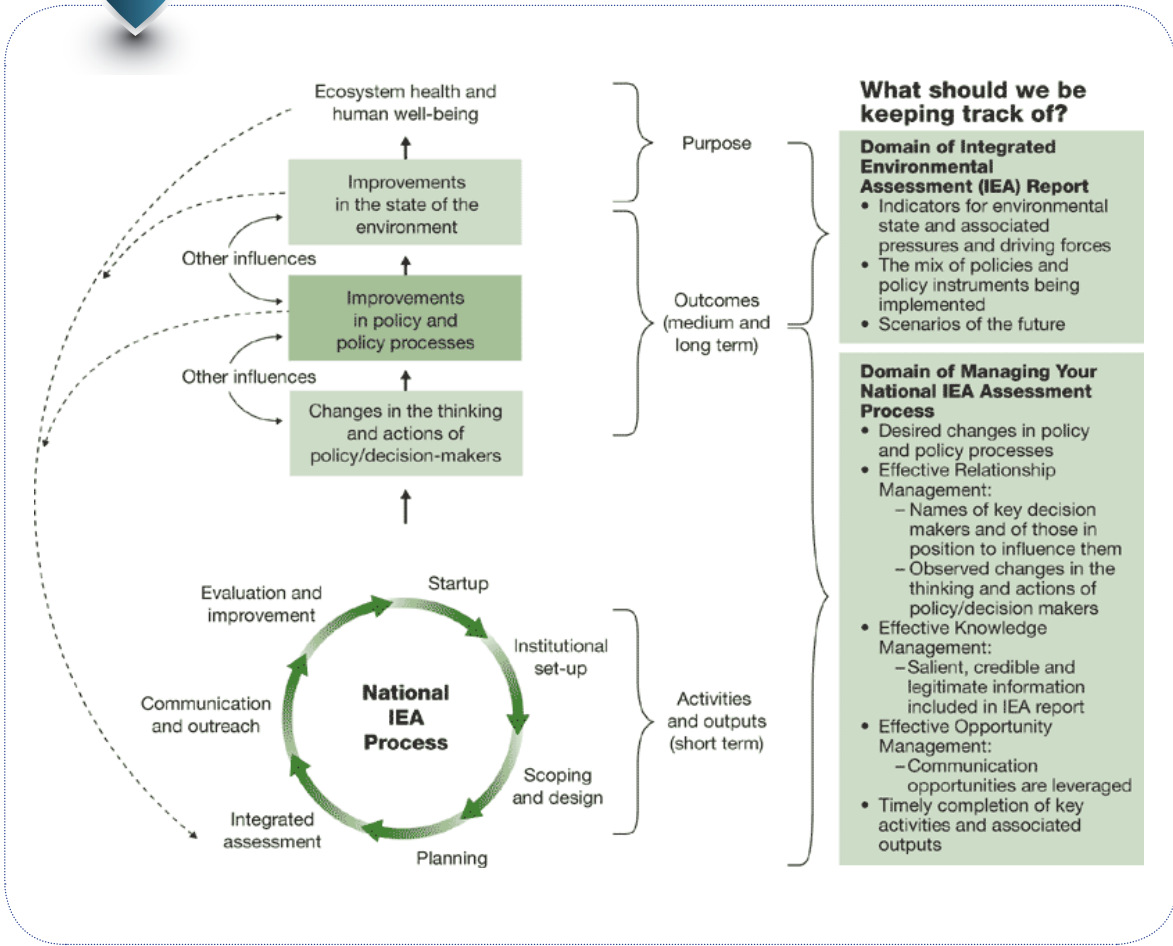 Ecosystem health and
human well-being
Improvements
in the state of the
environment
Other influences
Improvements
in policy and
policy processes
Other influences
Changes in the thinking
and actions of
policy/decision-makers
Startup
Institutional
set-up
Scoping
and design
Planning
Integrated
assessment
Communication
and outreach
Evaluation and
improvement
National
IEA
Process
Purpose
Outcomes
(medium and
long term)
Activities
and outputs
(short term)
What should we be
keeping track of?
Domain of Integrated
Environmental
Assessment (IEA) Report
• Indicators for environmental
state and associated
pressures and driving forces
• The mix of policies and
policy instruments being
implemented
• Scenarios of the future
Domain of Managing Your
National IEA Assessment
Process
• Desired changes in policy
and policy processes
• Effective Relationship
Management:
– Names of key decision
makers and of those in
position to influence them
– Observed changes in the
thinking and actions of
policy/decision makers
• Effective Knowledge
Management:
– Salient, credible and
legitimate information
included in IEA report
• Effective Opportunity
Management:
– Communication
opportunities are leveraged
• Timely completion of key
activities and associated
outputs